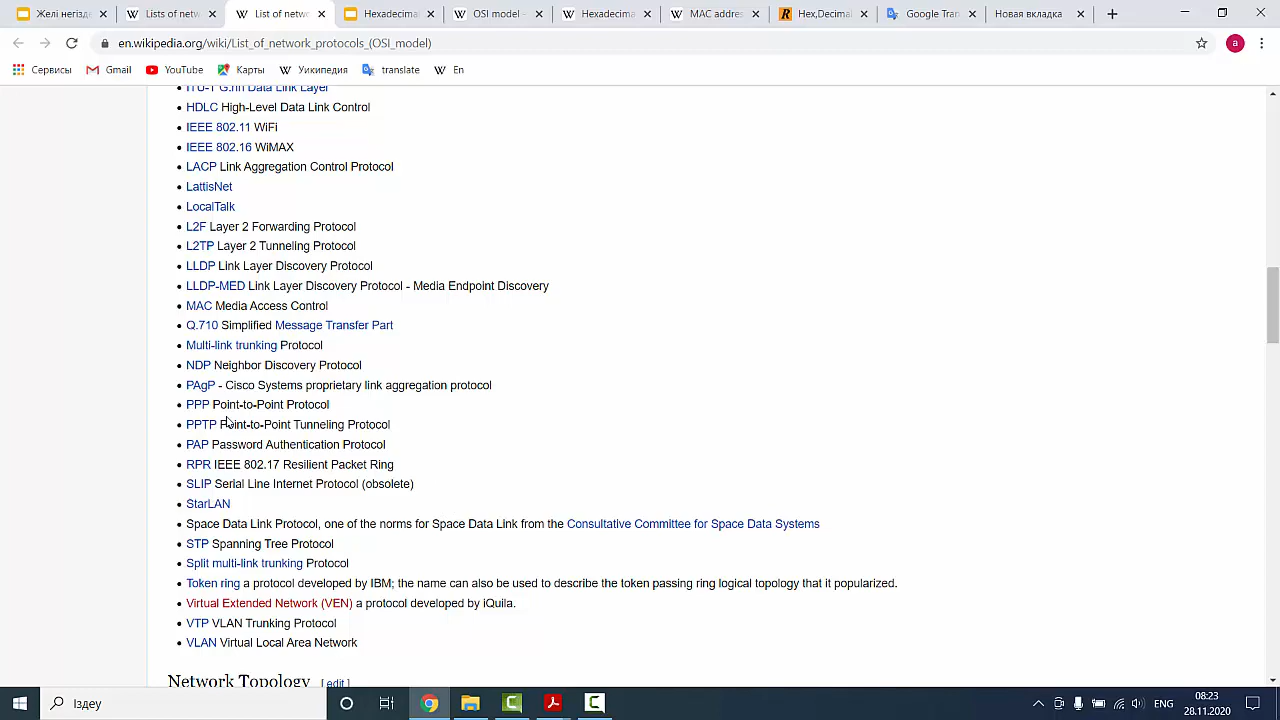 Желі негізд
Lists of netw
List of netwo
Hexadecimal
OSI model
Hexadecima
MAC addres
Hex,Decimal
Google Tran
Новая вкладка
en.wikipedia.org/wiki/List_of_network_protocols_(OSI_model)
a
Сервисы
Gmail
YouTube
Карты
Уикипедия
translate
En
ITU-T G.hn Data Link Layer
HDLC High-Level Data Link Control
IEEE 802.11 WiFi
IEEE 802.16 WiMAX
LACP Link Aggregation Control Protocol
LattisNet
LocalTalk
L2F Layer 2 Forwarding Protocol
L2TP Layer 2 Tunneling Protocol
LLDP Link Layer Discovery Protocol
LLDP-MED Link Layer Discovery Protocol - Media Endpoint Discovery
MAC Media Access Control
Q.710 Simplified Message Transfer Part
Multi-link trunking Protocol
NDP Neighbor Discovery Protocol
PAgP - Cisco Systems proprietary link aggregation protocol
PPP Point-to-Point Protocol
PPTP Point-to-Point Tunneling Protocol
PAP Password Authentication Protocol
RPR IEEE 802.17 Resilient Packet Ring
SLIP Serial Line Internet Protocol (obsolete)
StarLAN
Space Data Link Protocol, one of the norms for Space Data Link from the Consultative Committee for Space Data Systems
STP Spanning Tree Protocol
Split multi-link trunking Protocol
Token ring a protocol developed by IBM; the name can also be used to describe the token passing ring logical topology that it popularized.
Virtual Extended Network (VEN) a protocol developed by iQuila.
VTP VLAN Trunking Protocol
VLAN Virtual Local Area Network
Network Topology [ edit ]
Іздеу
ENG
08:23
28.11.2020